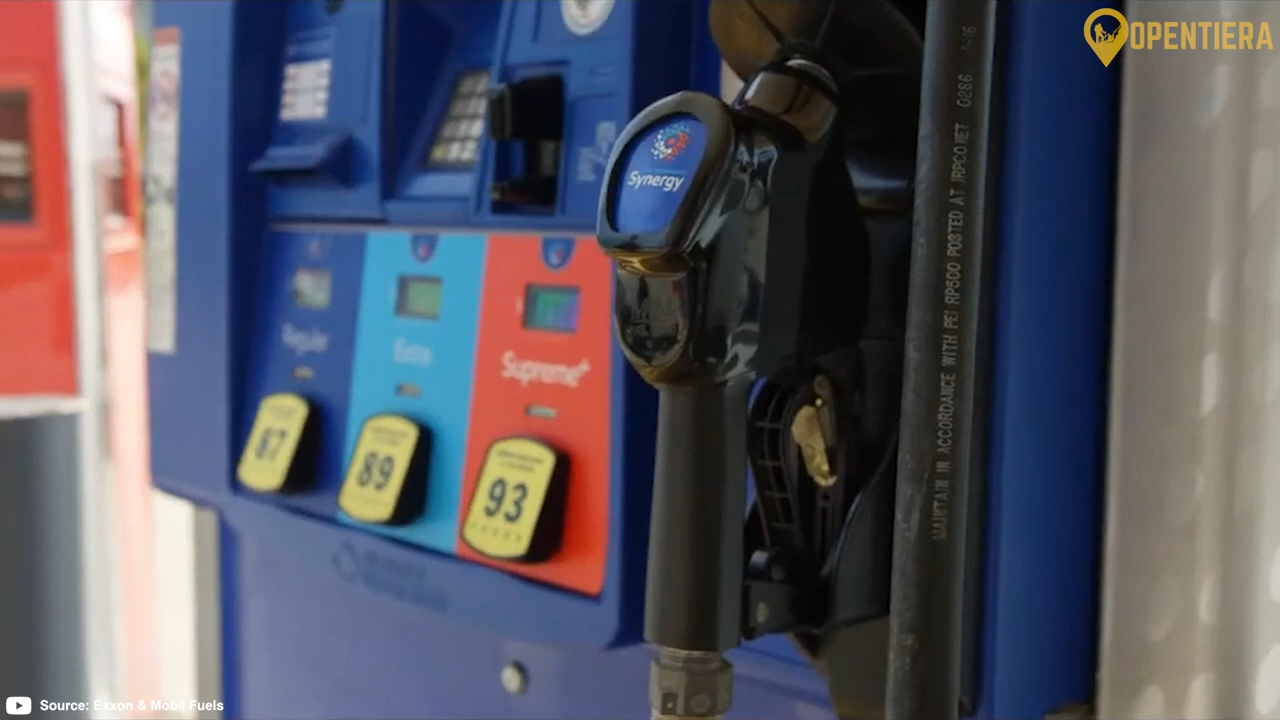 OPENTIERA
Synergy
Regular
Extra
Supreme+
87
89
93
MAINTAIN IN ACCORDANCE WITH PEI RP500 POSTED AT IRPCO.NET 0286
Source: Exxon & Mobil Fuels